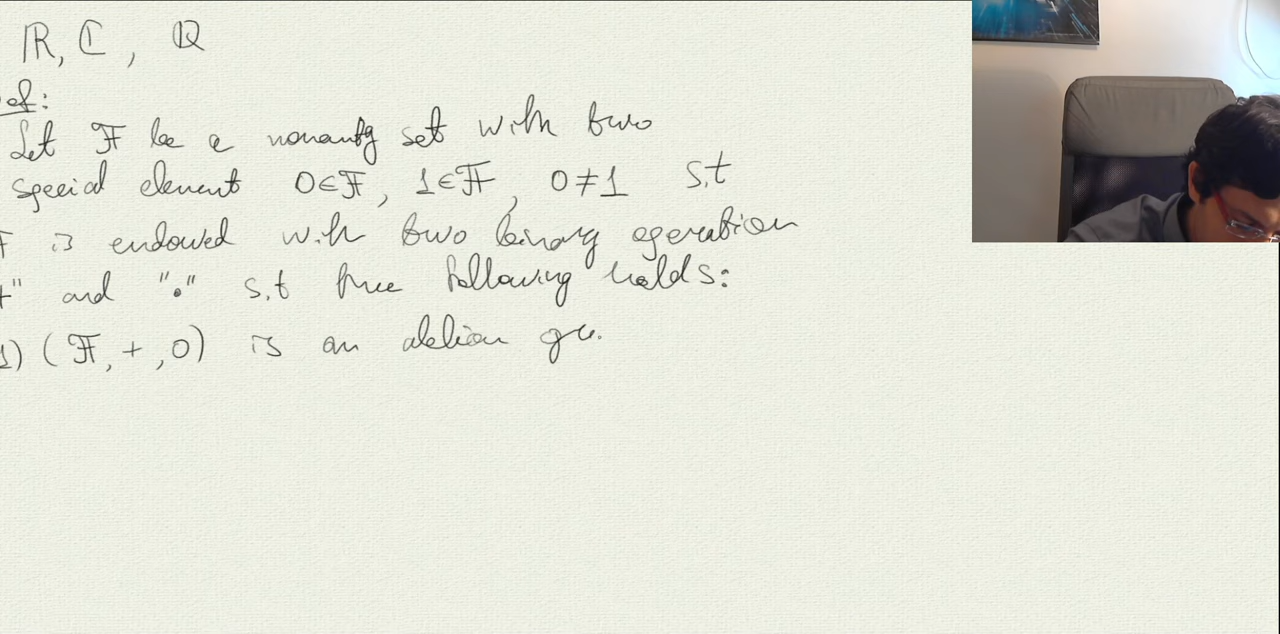 ℝ, ℂ, ℚ
ef:
Let 𝔽 be a nonempty set with two
special element 0∈𝔽, 1∈𝔽, 0≠1 s.t
F is endowed with two binary operation
+" and "•" s.t the following holds:
1) (𝔽, +, 0) is an abelian gr